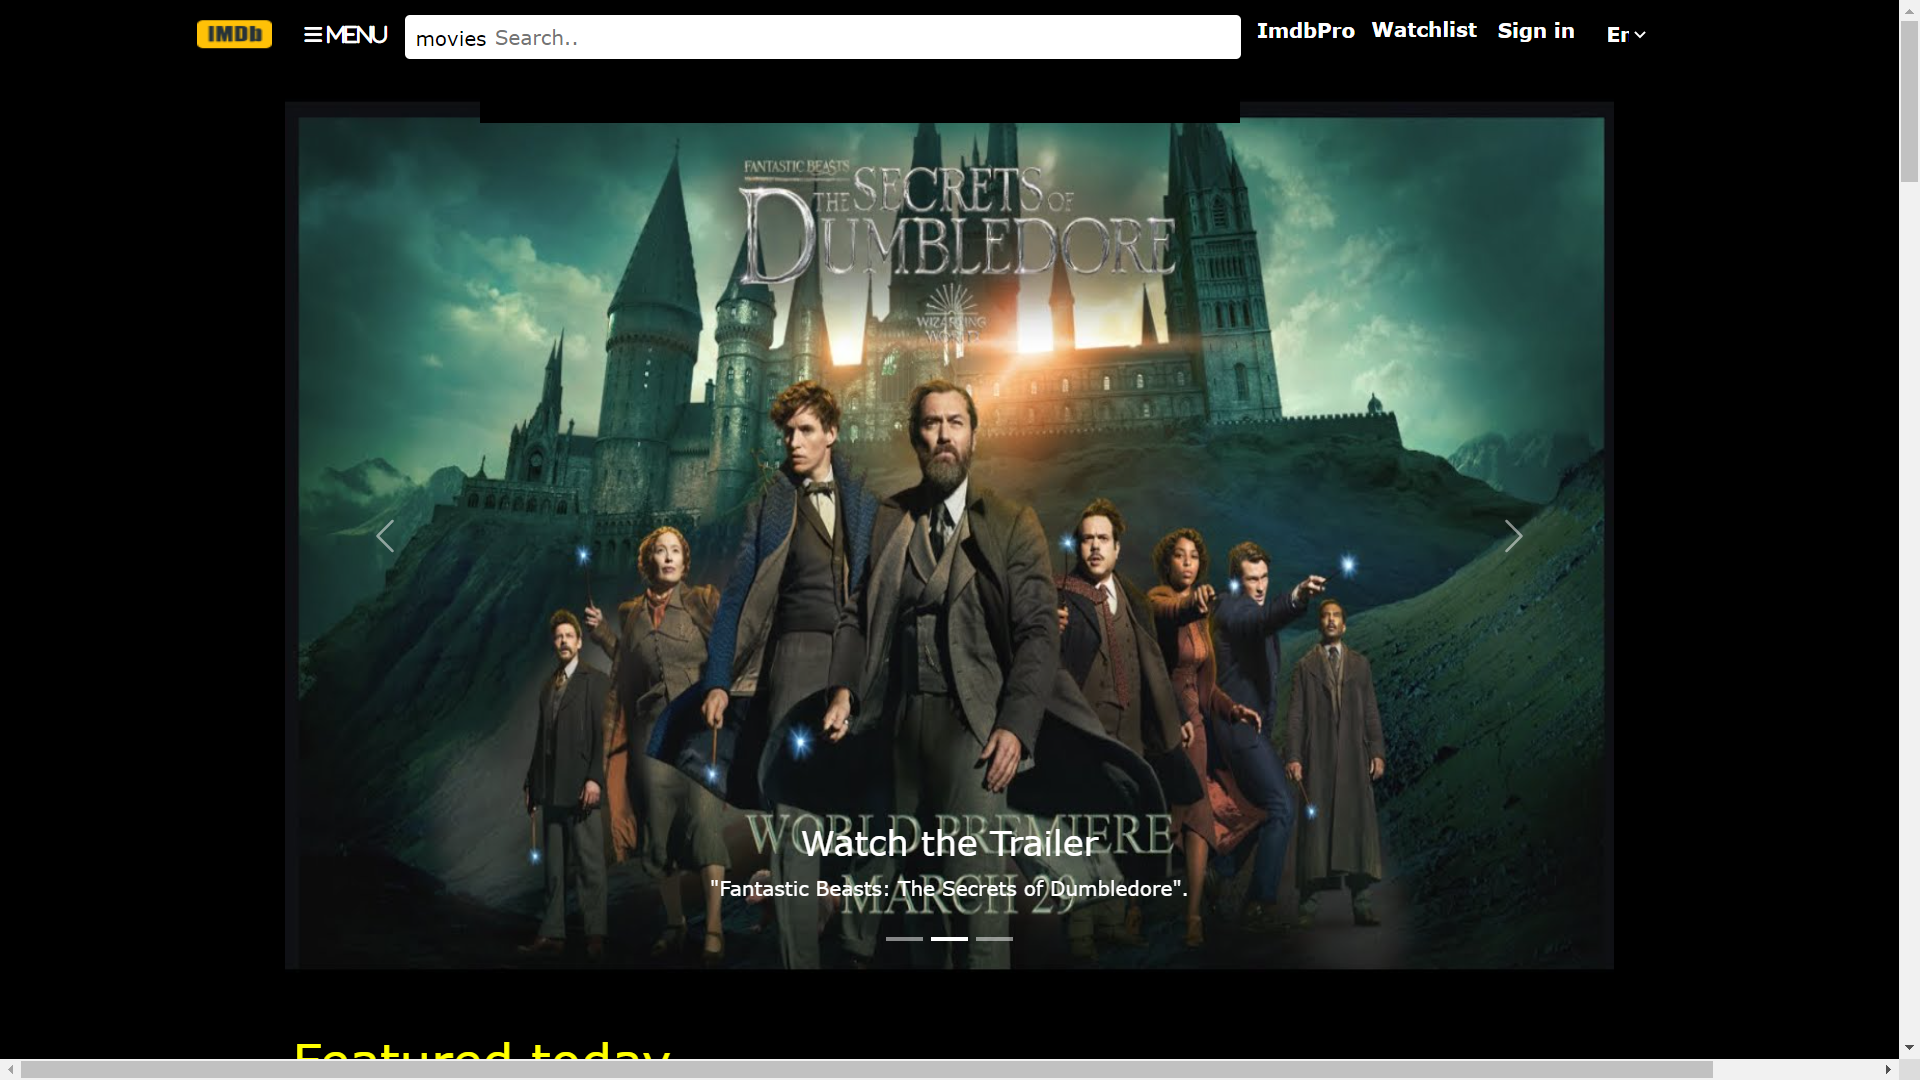 IMDb MENU movies Search.. ImdbPro Watchlist Sign in
FANTASTIC BEASTS
THE SECRETS OF
DUMBLEDORE
WIZARDING
WORLD
WORLD PREMIERE
Watch the Trailer
"Fantastic Beasts: The Secrets of Dumbledore".
MARCH 29
Featured today